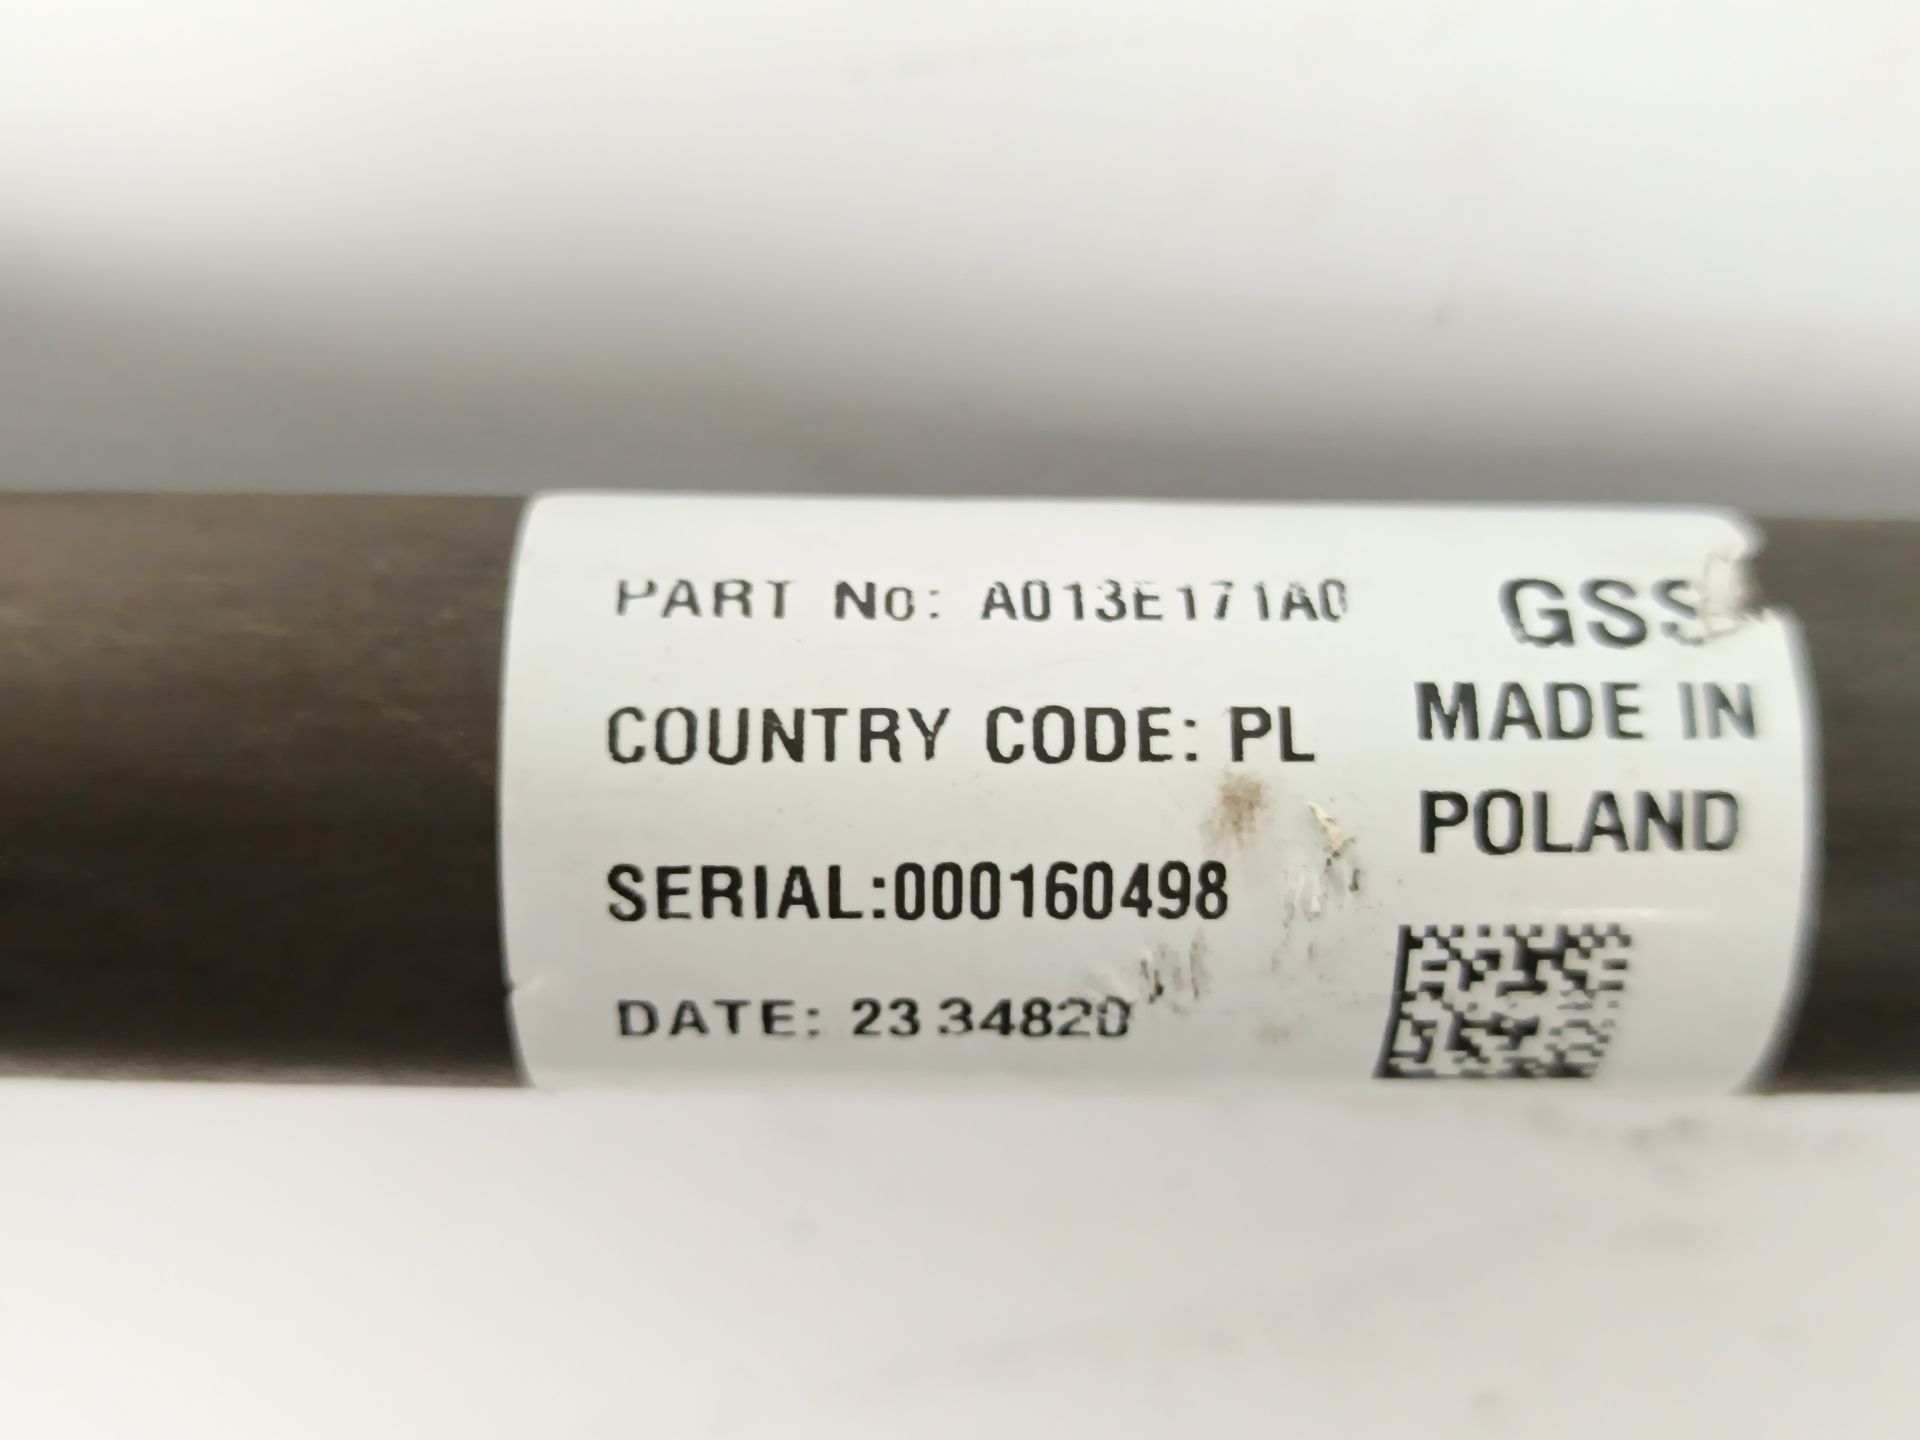 PART No: A013E171A0
COUNTRY CODE: PL
SERIAL:000160498
DATE: 23 34820
GSS
MADE IN
POLAND